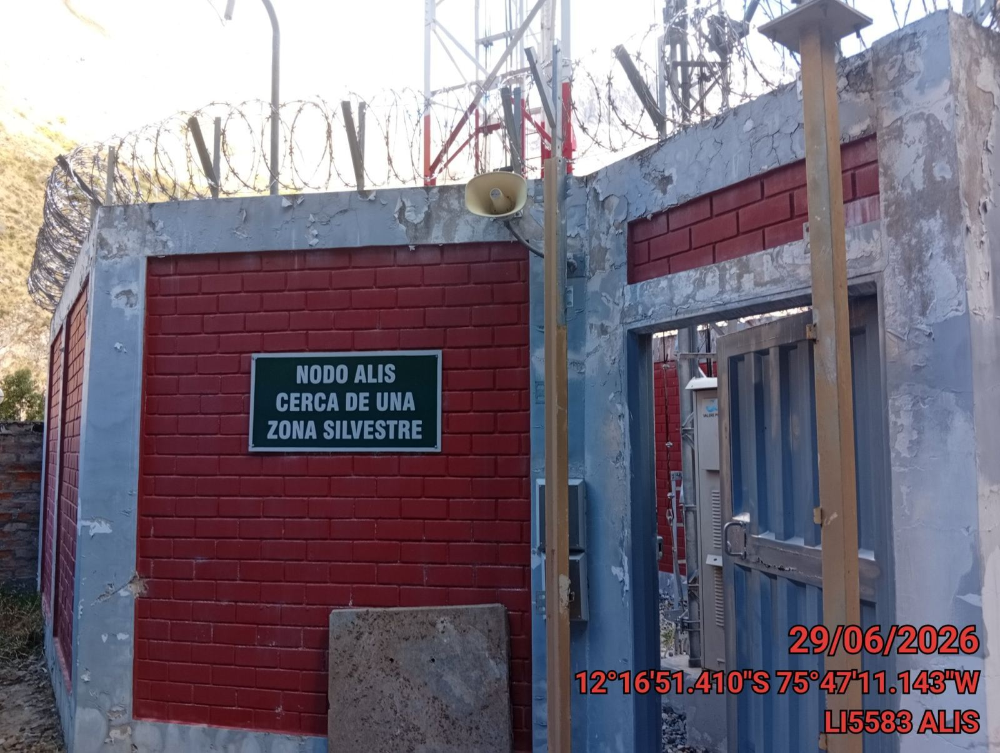 NODO ALIS
CERCA DE UNA
ZONA SILVESTRE
29/06/2026
12°16'51.410"S 75°47'11.143"W
LI5583 ALIS